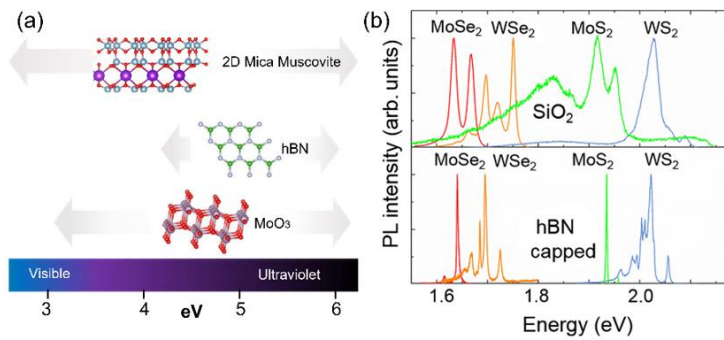 (a)
2D Mica Muscovite
hBN
MoO₃
Visible
Ultraviolet
3
4
5
6
eV
(b)
PL intensity (arb. units)
MoSe₂
WSe₂
MoS₂
WS₂
SiO₂
MoSe₂
WSe₂
MoS₂
WS₂
hBN
capped
1.6
1.8
2.0
Energy (eV)